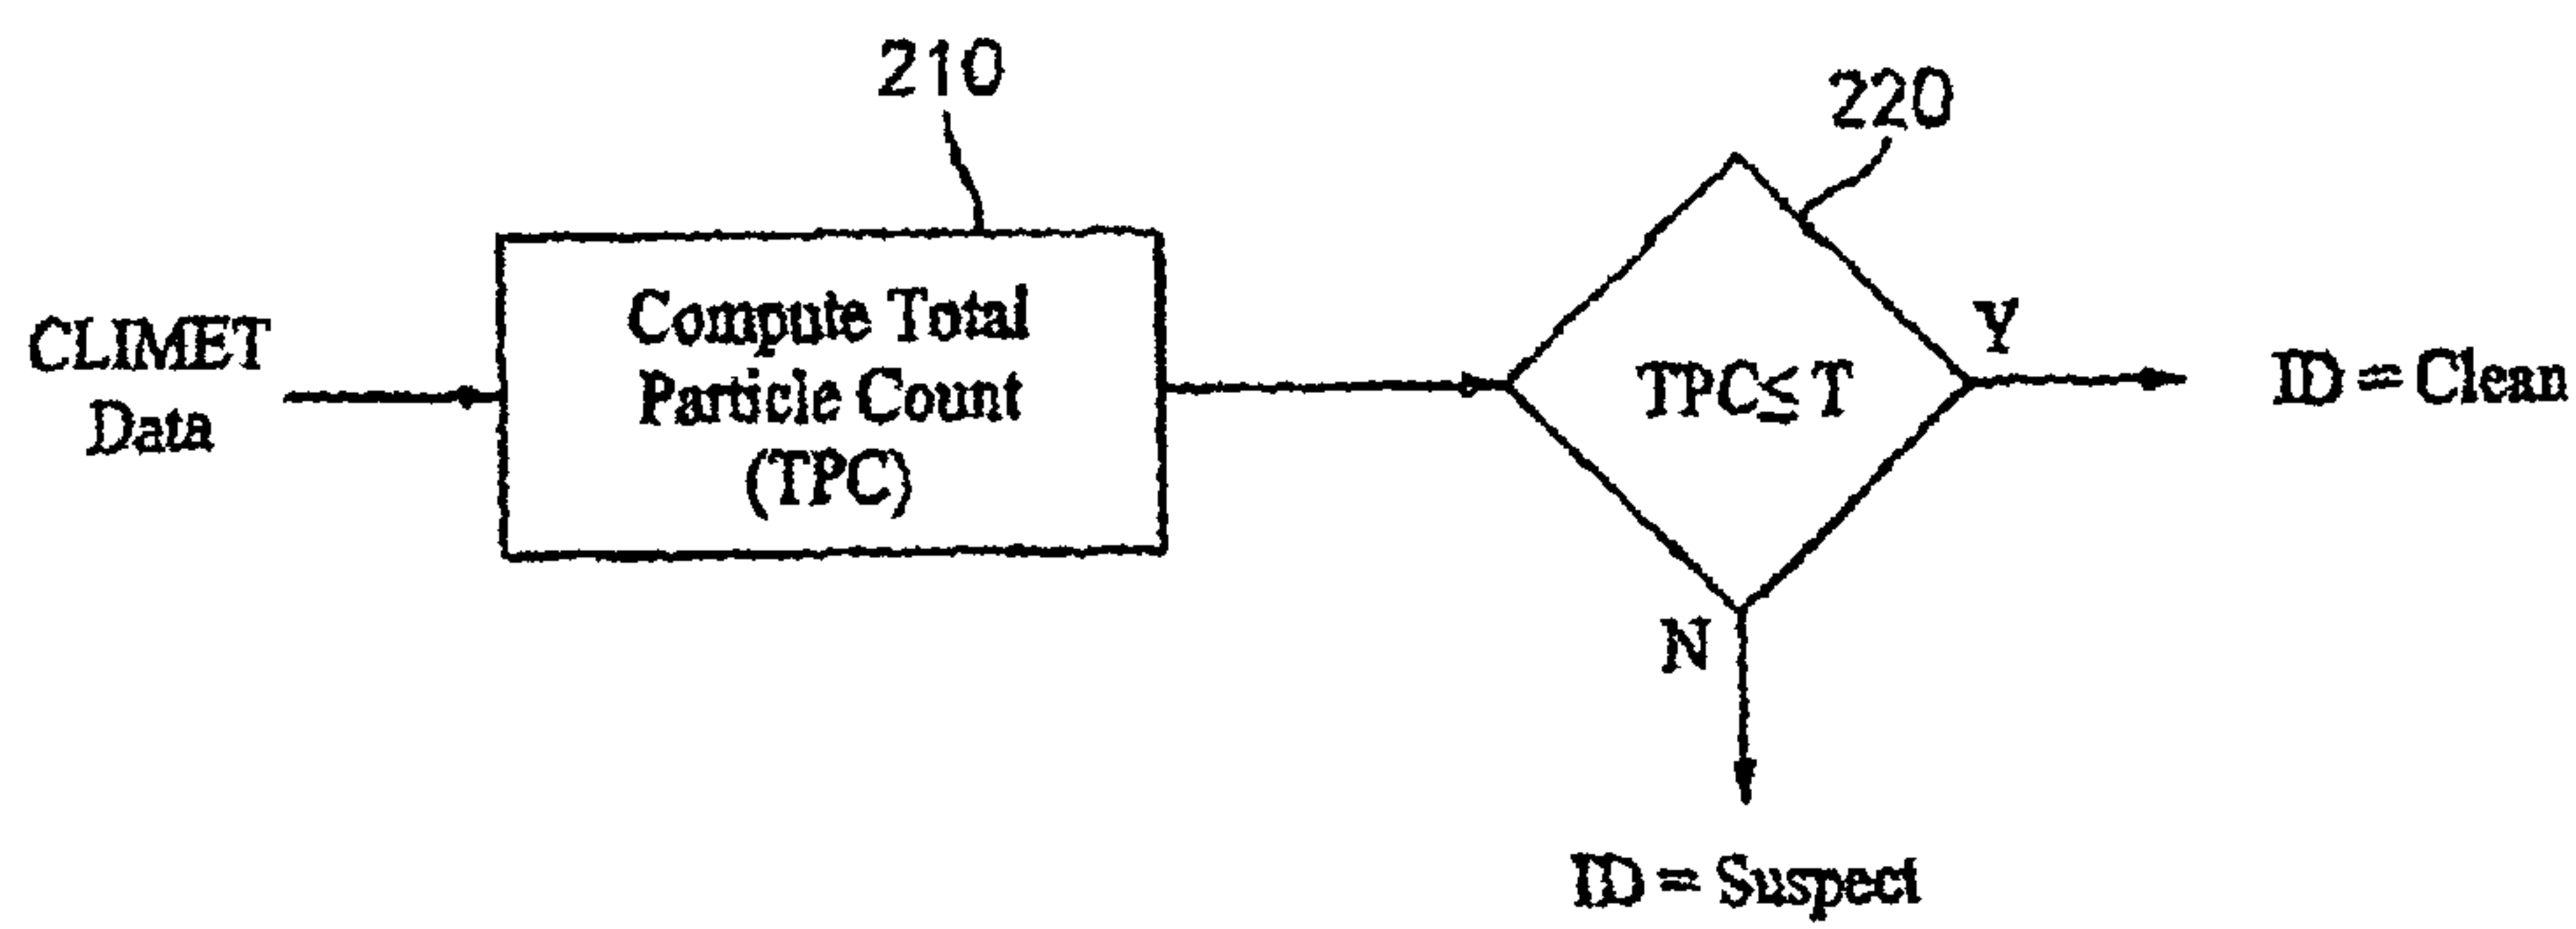 210
220
CLIMET
Data
Compute Total
Particle Count
(TPC)
TPC≤ T
Y
ID = Clean
N
ID = Suspect